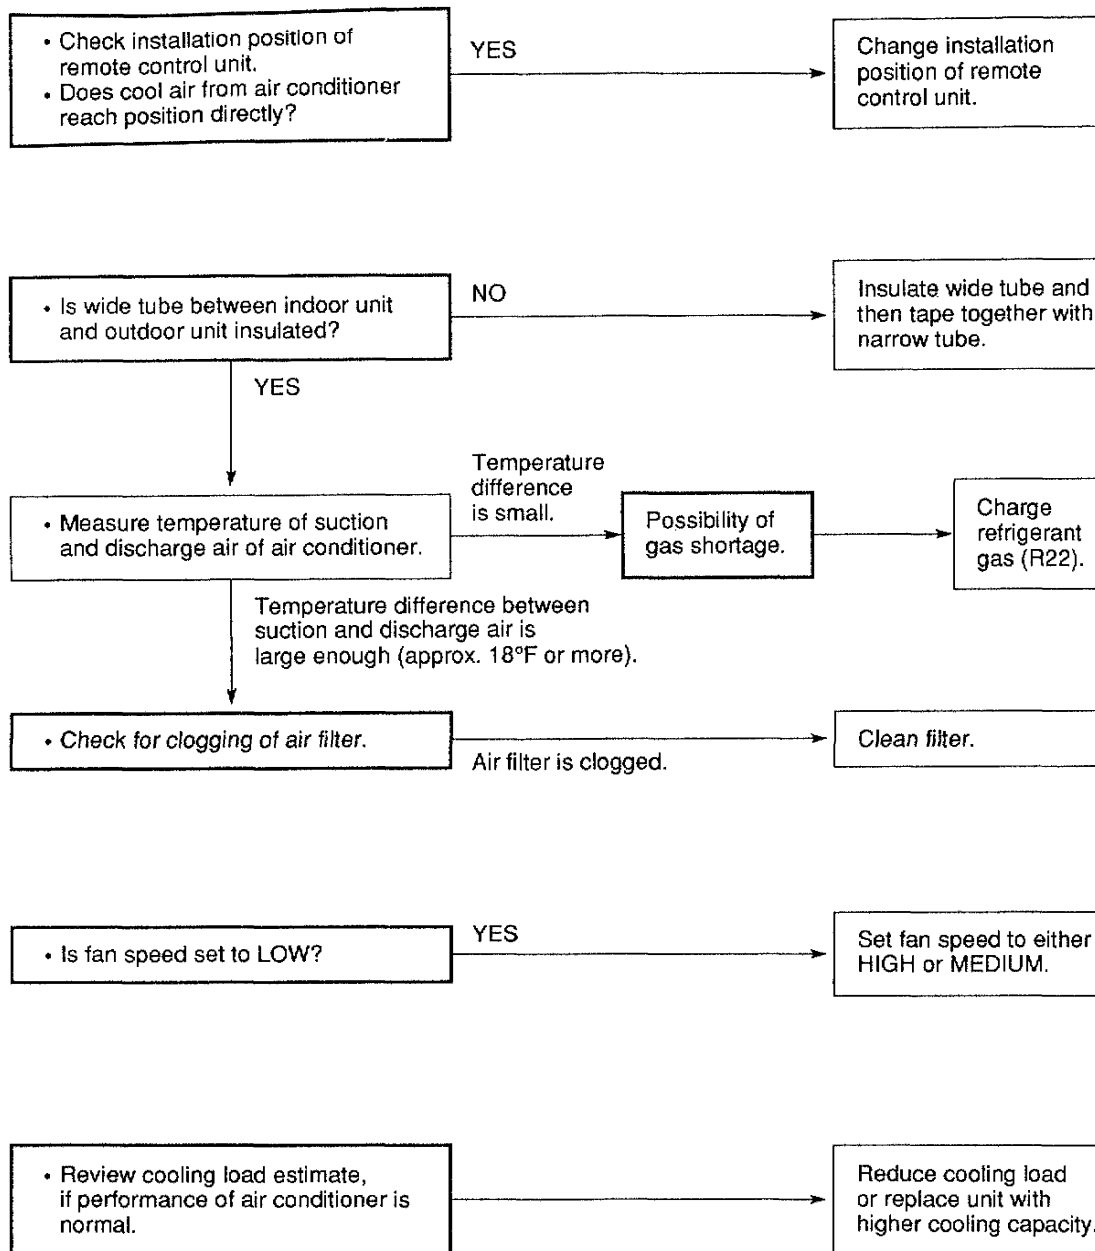 • Check installation position of
remote control unit.
• Does cool air from air conditioner
reach position directly?
YES
Change installation
position of remote
control unit.
• Is wide tube between indoor unit
and outdoor unit insulated?
NO
Insulate wide tube and
then tape together with
narrow tube.
YES
• Measure temperature of suction
and discharge air of air conditioner.
Temperature
difference
is small.
Possibility of
gas shortage.
Charge
refrigerant
gas (R22).
Temperature difference between
suction and discharge air is
large enough (approx. 18°F or more).
• Check for clogging of air filter.
Air filter is clogged.
Clean filter.
• Is fan speed set to LOW?
YES
Set fan speed to either
HIGH or MEDIUM.
• Review cooling load estimate,
if performance of air conditioner is
normal.
Reduce cooling load
or replace unit with
higher cooling capacity.